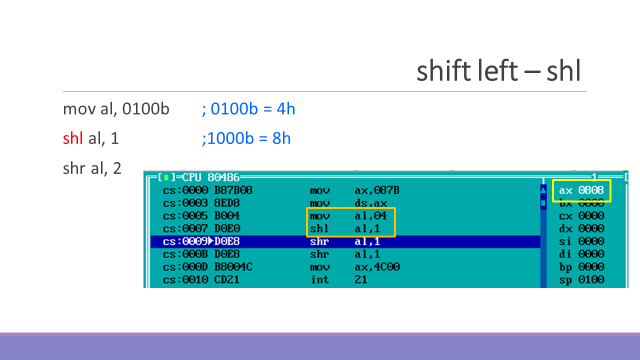 shift left – shl
mov al, 0100b ; 0100b = 4h
shl al, 1 ;1000b = 8h
shr al, 2
[■]=CPU 80486 1
cs:0000 B87B08 mov ax,087B
cs:0003 8ED8 mov ds,ax
cs:0005 B004 mov al,04
cs:0007 D0E0 shl al,1
cs:0009►D0E8 shr al,1
cs:000B D0E8 shr al,1
cs:000D B8004C mov ax,4C00
cs:0010 CD21 int 21
ax 0808
bx 0000
cx 0000
dx 0000
si 0000
di 0000
bp 0000
sp 0100